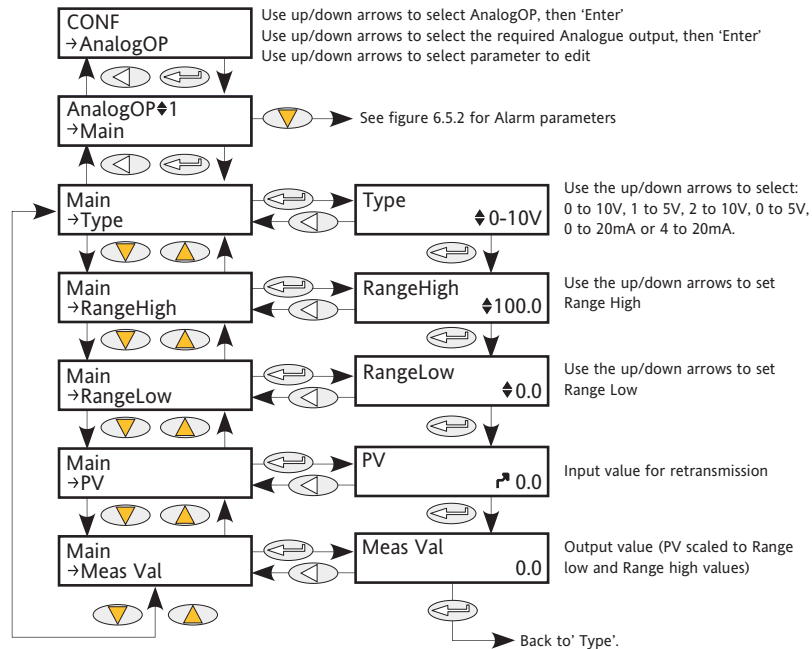 CONF
→AnalogOP
Use up/down arrows to select AnalogOP, then ‘Enter’
Use up/down arrows to select the required Analogue output, then ‘Enter’
Use up/down arrows to select parameter to edit
AnalogOP♦1
→Main
See figure 6.5.2 for Alarm parameters
Main
→Type
Type
♦0-10V
Use the up/down arrows to select:
0 to 10V, 1 to 5V, 2 to 10V, 0 to 5V,
0 to 20mA or 4 to 20mA.
Main
→RangeHigh
RangeHigh
♦100.0
Use the up/down arrows to set
Range High
Main
→RangeLow
RangeLow
♦0.0
Use the up/down arrows to set
Range Low
Main
→PV
PV
0.0
Input value for retransmission
Main
→Meas Val
Meas Val
0.0
Output value (PV scaled to Range
low and Range high values)
Back to’ Type’.